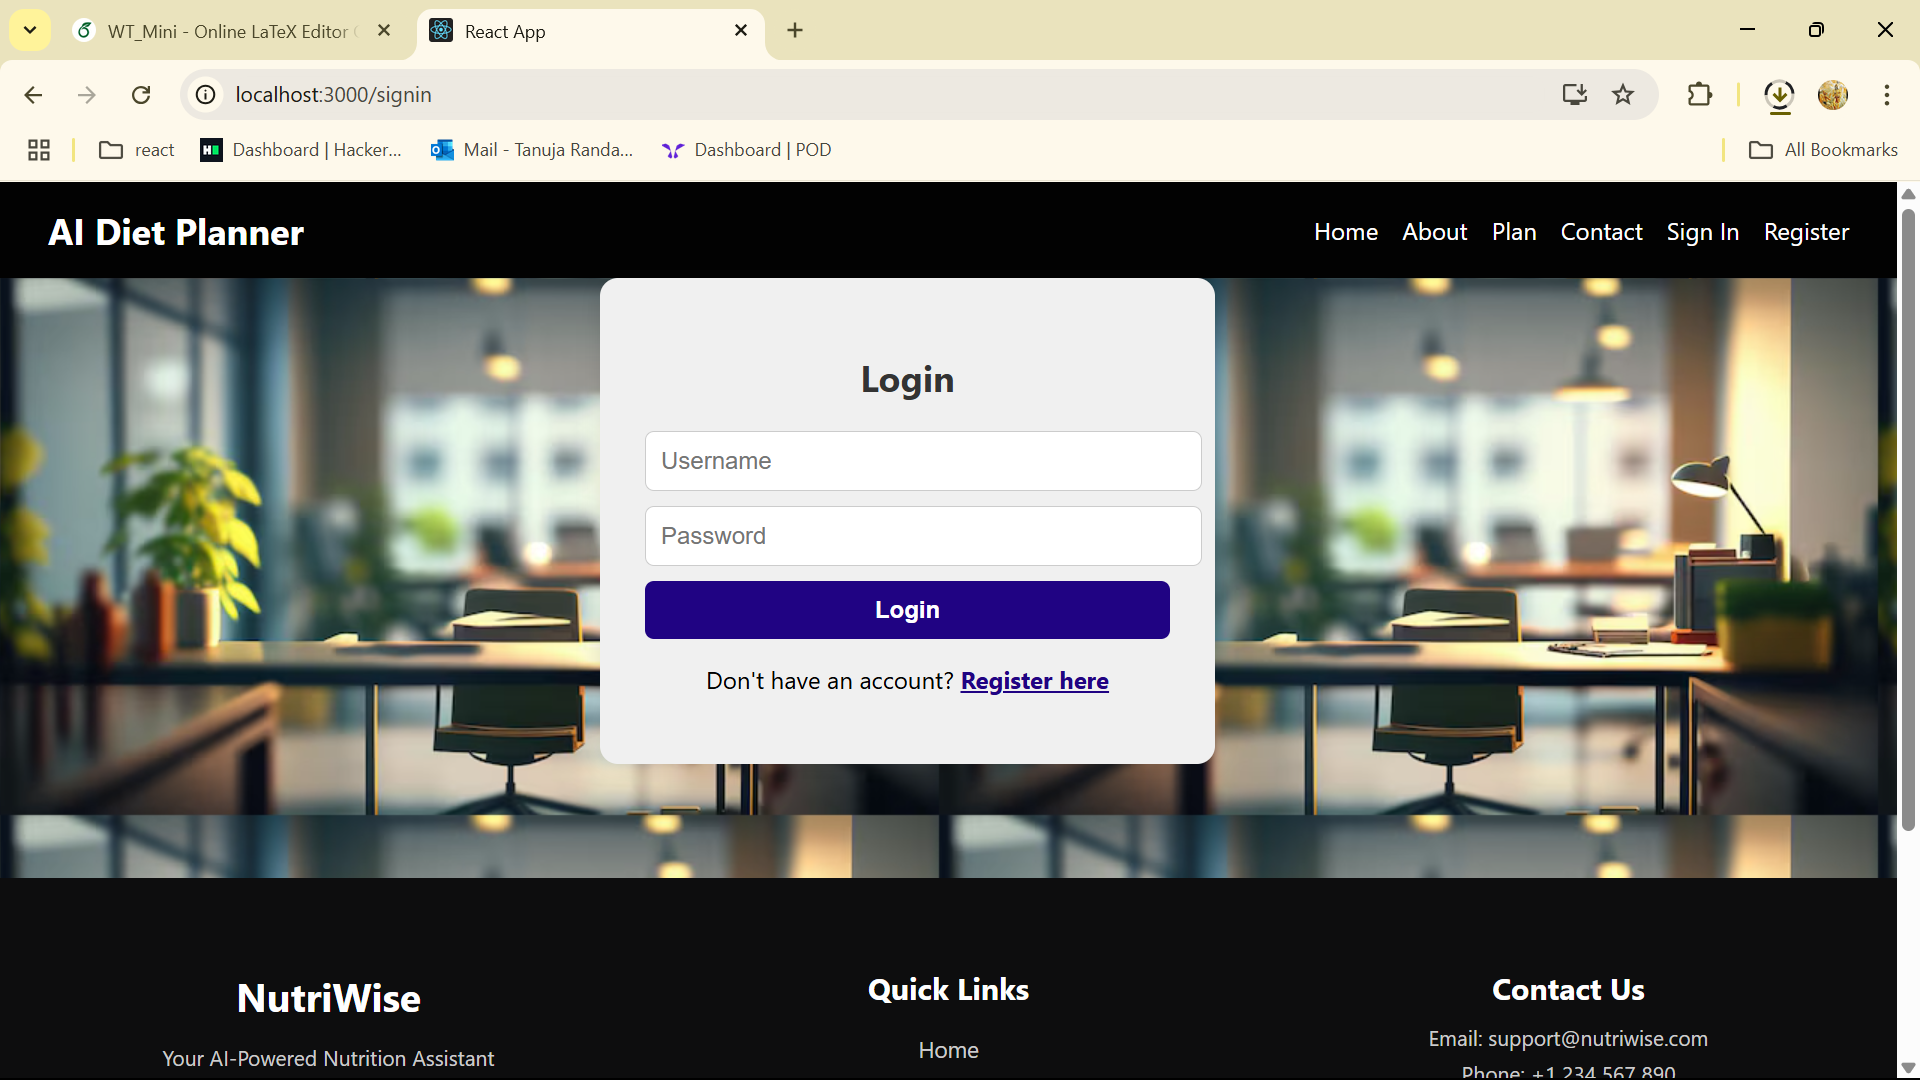 WT_Mini - Online LaTeX Editor
React App
localhost:3000/signin
react
Dashboard | Hacker...
Mail - Tanuja Randa...
Dashboard | POD
All Bookmarks
AI Diet Planner
Home
About
Plan
Contact
Sign In
Register
Login
Username
Password
Login
Don't have an account? Register here
NutriWise
Your AI-Powered Nutrition Assistant
Quick Links
Home
Contact Us
Email: support@nutriwise.com
Phone: +1 234 567 890